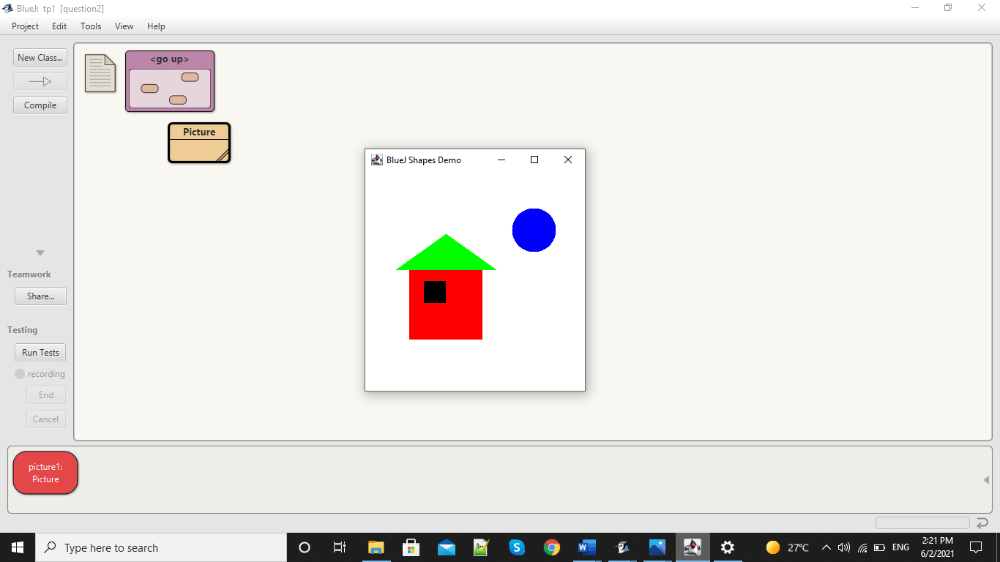 BlueJ: tp1 [question2]
Project Edit Tools View Help
New Class...
Compile
<go up>
Picture
BlueJ Shapes Demo
Teamwork
Share...
Testing
Run Tests
recording
End
Cancel
picture1:
Picture
Type here to search
27°C
ENG
2:21 PM
6/2/2021